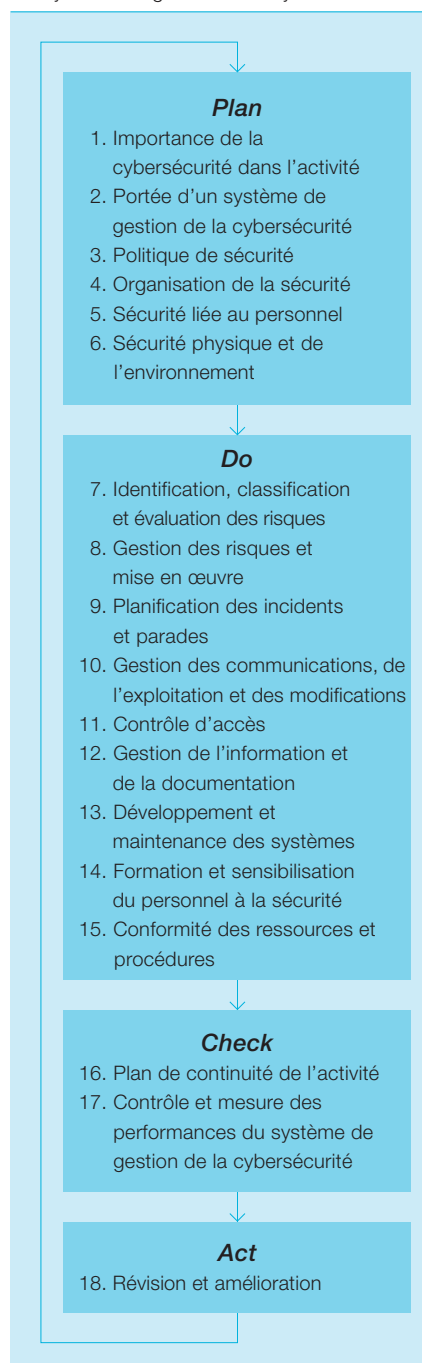 Plan
1. Importance de la
cybersécurité dans l’activité
2. Portée d’un système de
gestion de la cybersécurité
3. Politique de sécurité
4. Organisation de la sécurité
5. Sécurité liée au personnel
6. Sécurité physique et de
l’environnement
Do
7. Identification, classification
et évaluation des risques
8. Gestion des risques et
mise en œuvre
9. Planification des incidents
et parades
10. Gestion des communications, de
l’exploitation et des modifications
11. Contrôle d’accès
12. Gestion de l’information et
de la documentation
13. Développement et
maintenance des systèmes
14. Formation et sensibilisation
du personnel à la sécurité
15. Conformité des ressources et
procédures
Check
16. Plan de continuité de l’activité
17. Contrôle et mesure des
performances du système de
gestion de la cybersécurité
Act
18. Révision et amélioration